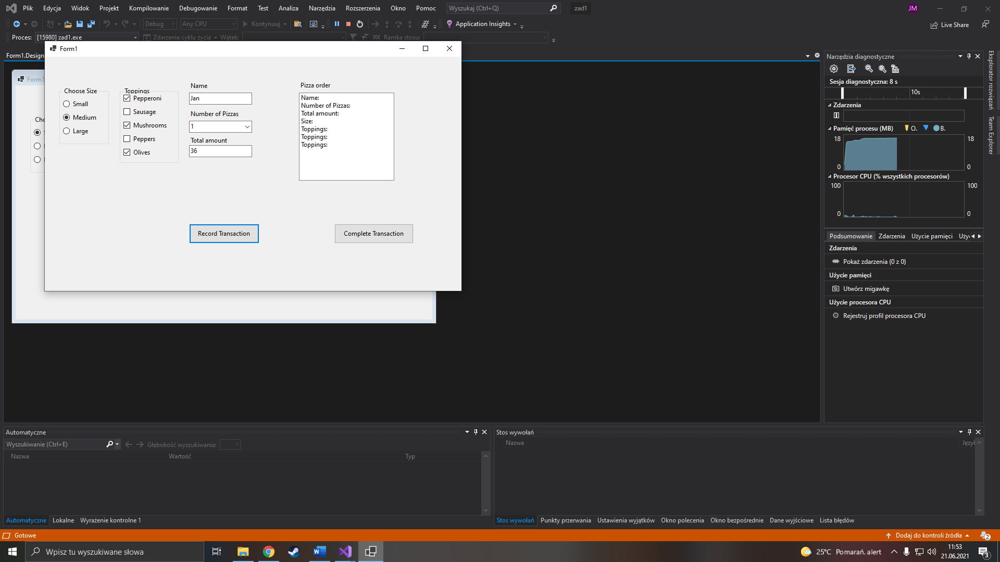 Plik Edycja Widok Projekt Kompilowanie Debugowanie Format Test Analiza Narzędzia Rozszerzenia Okno Pomoc Wyszukaj (Ctrl+Q) zad1 JM
Debug Any CPU Kontynuuj Application Insights Live Share
Proces: [15980] zad1.exe Zdarzenia cyklu życia Wątek: Ramka stosu:
Form1.Design
Form1
Form1
Choose Size
Small
Medium
Large
Toppings
Pepperoni
Sausage
Mushrooms
Peppers
Olives
Name
Jan
Number of Pizzas
1
Total amount
36
Pizza order
Name:
Number of Pizzas:
Total amount:
Size:
Toppings:
Toppings:
Toppings:
Record Transaction
Complete Transaction
Narzędzia diagnostyczne
Sesja diagnostyczna: 8 s
10s
Zdarzenia
Pamięć procesu (MB) O. B.
18 18
0 0
Procesor CPU (% wszystkich procesorów)
100 100
0 0
Podsumowanie Zdarzenia Użycie pamięci Użyc
Zdarzenia
Pokaż zdarzenia (0 z 0)
Użycie pamięci
Utwórz migawkę
Użycie procesora CPU
Rejestruj profil procesora CPU
Eksplorator rozwiązań
Team Explorer
Automatyczne
Wyszukiwanie (Ctrl+E) Głębokość wyszukiwania:
Nazwa Wartość Typ
Automatyczne Lokalne Wyrażenie kontrolne 1
Stos wywołań
Nazwa Język
Stos wywołań Punkty przerwania Ustawienia wyjątków Okno polecenia Okno bezpośrednie Dane wyjściowe Lista błędów
Gotowe
Dodaj do kontroli źródła 2
Wpisz tu wyszukiwane słowa
25°C Pomarań. alert
11:53
21.06.2021
3